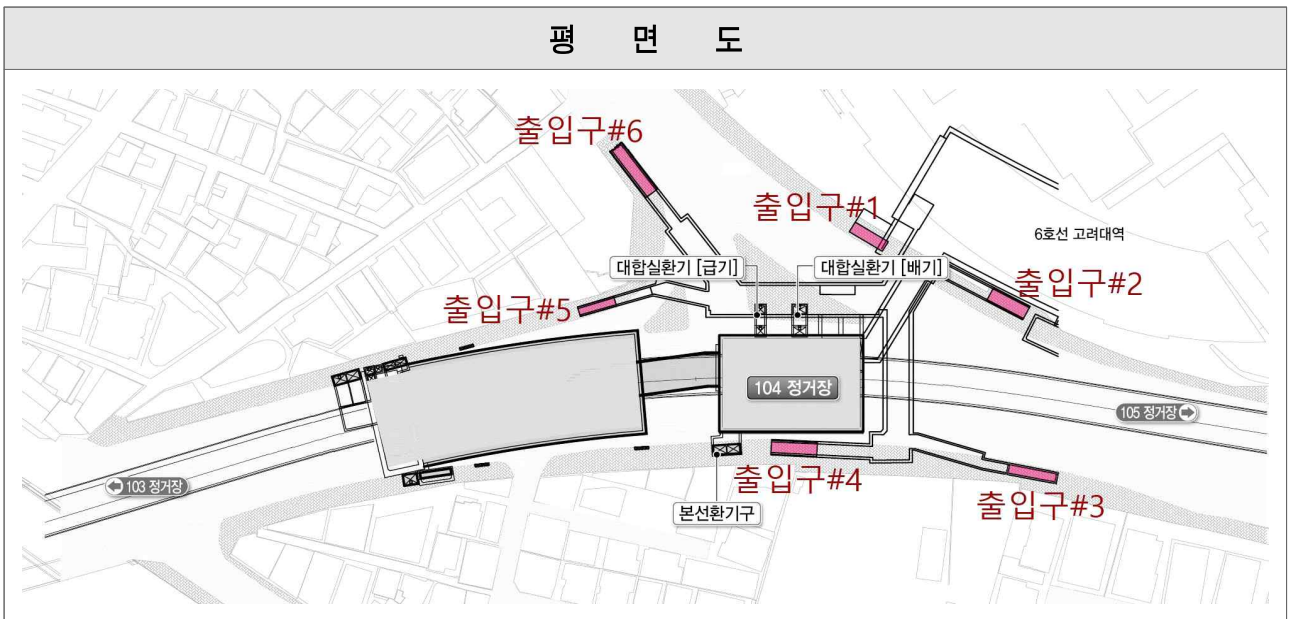 평 면 도
출입구#6
출입구#1
6호선 고려대역
대합실환기 [급기]
대합실환기 [배기]
출입구#2
출입구#5
104 정거장
105 정거장
103 정거장
출입구#4
출입구#3
본선환기구